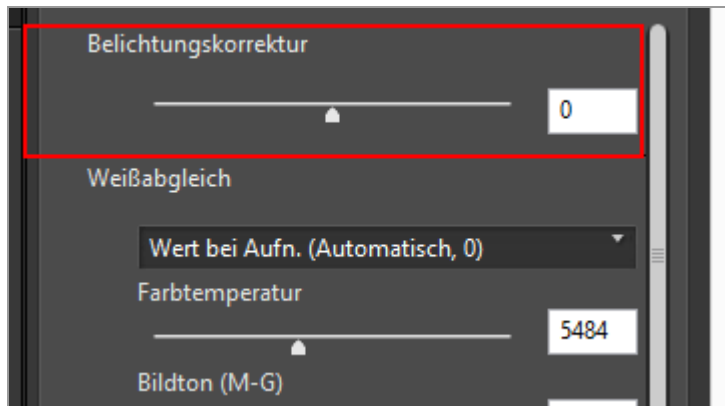 Belichtungskorrektur
0
Weißabgleich
Wert bei Aufn. (Automatisch, 0)
Farbtemperatur
5484
Bildton (M-G)